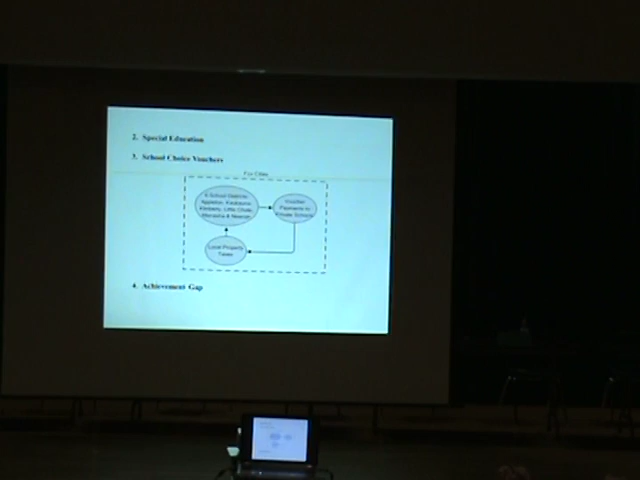 2. Special Education
3. School Choice Vouchers
Fox Cities
6 School Districts:
Appleton, Kaukauna,
Kimberly, Little Chute,
Menasha & Neenah
Voucher
Payments to
Private Schools
Local Property
Taxes
4. Achievement Gap